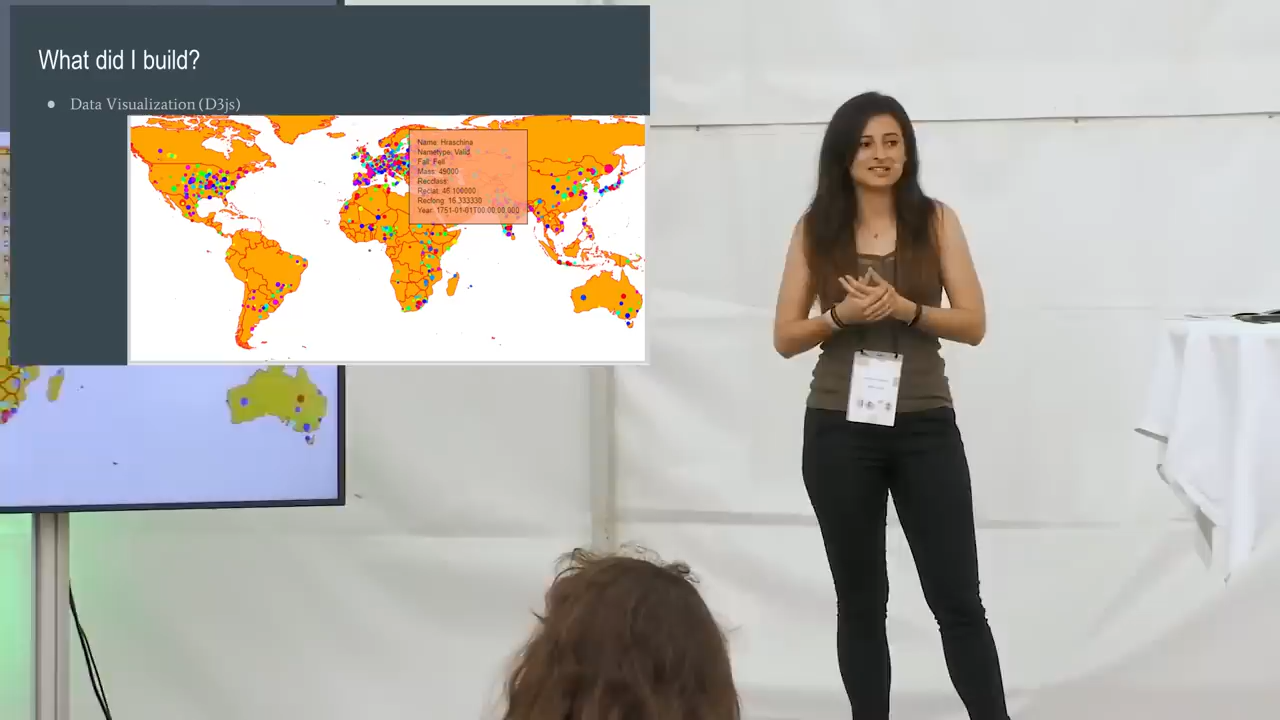 What did I build?
● Data Visualization (D3js)
Name: Hraschina
Nametype: Valid
Fall: Fell
Mass: 49000
Recclass:
Reclat: 46.100000
Reclong: 16.333330
Year: 1751-01-01T00:00:00.000